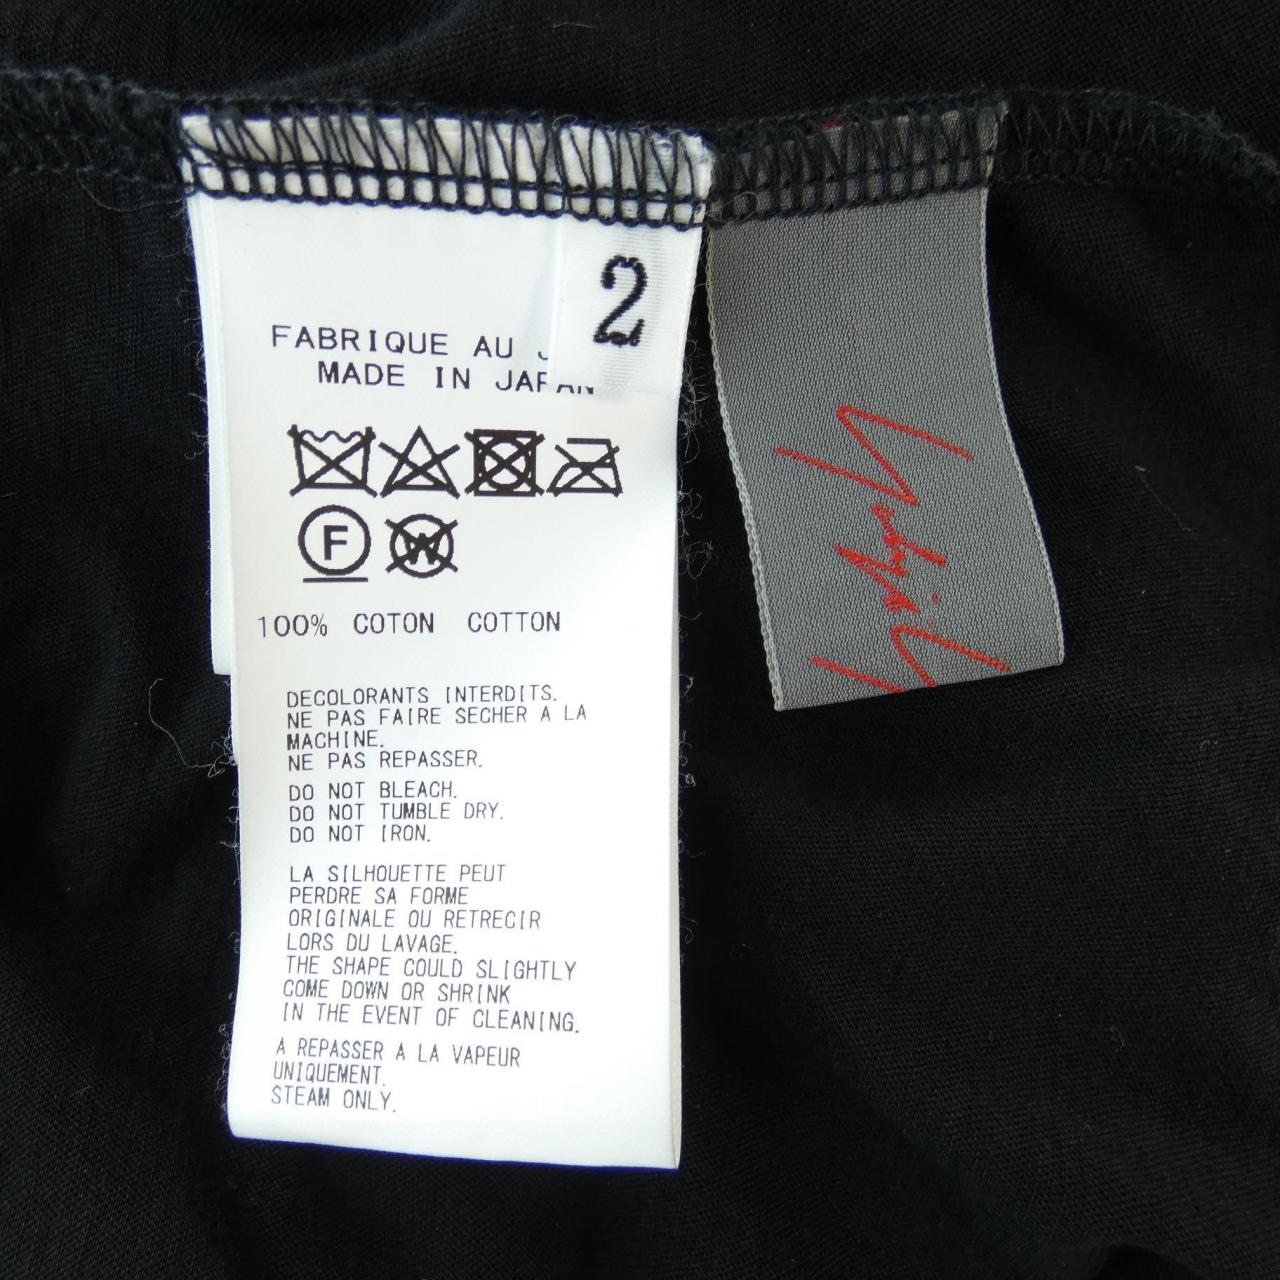 2
FABRIQUE AU J
MADE IN JAPAN
F
W
100% COTON COTTON
DECOLORANTS INTERDITS.
NE PAS FAIRE SECHER A LA
MACHINE.
NE PAS REPASSER.
DO NOT BLEACH.
DO NOT TUMBLE DRY.
DO NOT IRON.
LA SILHOUETTE PEUT
PERDRE SA FORME
ORIGINALE OU RETRECIR
LORS DU LAVAGE.
THE SHAPE COULD SLIGHTLY
COME DOWN OR SHRINK
IN THE EVENT OF CLEANING.
A REPASSER A LA VAPEUR
UNIQUEMENT.
STEAM ONLY.